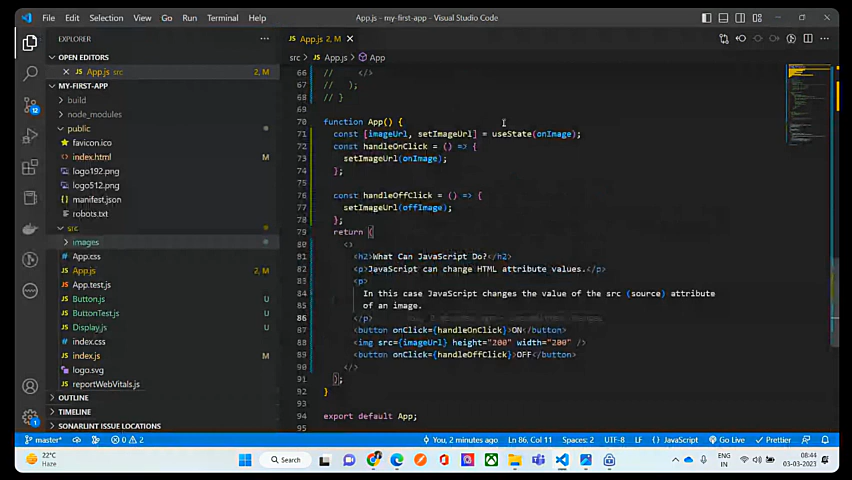 File Edit Selection View Go Run Terminal Help
App.js - my-first-app - Visual Studio Code
EXPLORER
OPEN EDITORS
App.js src 2, M
MY-FIRST-APP
build
node_modules
public
favicon.ico
index.html M
logo192.png
logo512.png
manifest.json
robots.txt
src
images
App.css
App.js 2, M
App.test.js
Button.js U
ButtonTest.js U
Display.js U
index.css
index.js M
logo.svg
reportWebVitals.js
OUTLINE
TIMELINE
SONARLINT ISSUE LOCATIONS
App.js 2, M
src > App.js > App
66 // </>
67 // );
68 // }
69
70 function App() {
71 const [imageUrl, setImageUrl] = useState(onImage);
72 const handleOnClick = () => {
73 setImageUrl(onImage);
74 };
75
76 const handleOffClick = () => {
77 setImageUrl(offImage);
78 };
79 return (
80 <>
81 <h2>What Can JavaScript Do?</h2>
82 <p>JavaScript can change HTML attribute values.</p>
83 <p>
84 In this case JavaScript changes the value of the src (source) attribute
85 of an image.
86 </p>
87 <button onClick={handleOnClick}>ON</button>
88 <img src={imageUrl} height="200" width="200" />
89 <button onClick={handleOffClick}>OFF</button>
90 </>
91 );
92 }
93
94 export default App;
95
master* 0 2 You, 2 minutes ago Ln 86, Col 11 Spaces: 2 UTF-8 LF JavaScript Go Live Prettier
22°C
Haze
Search
ENG
IN
08:44
03-03-2023